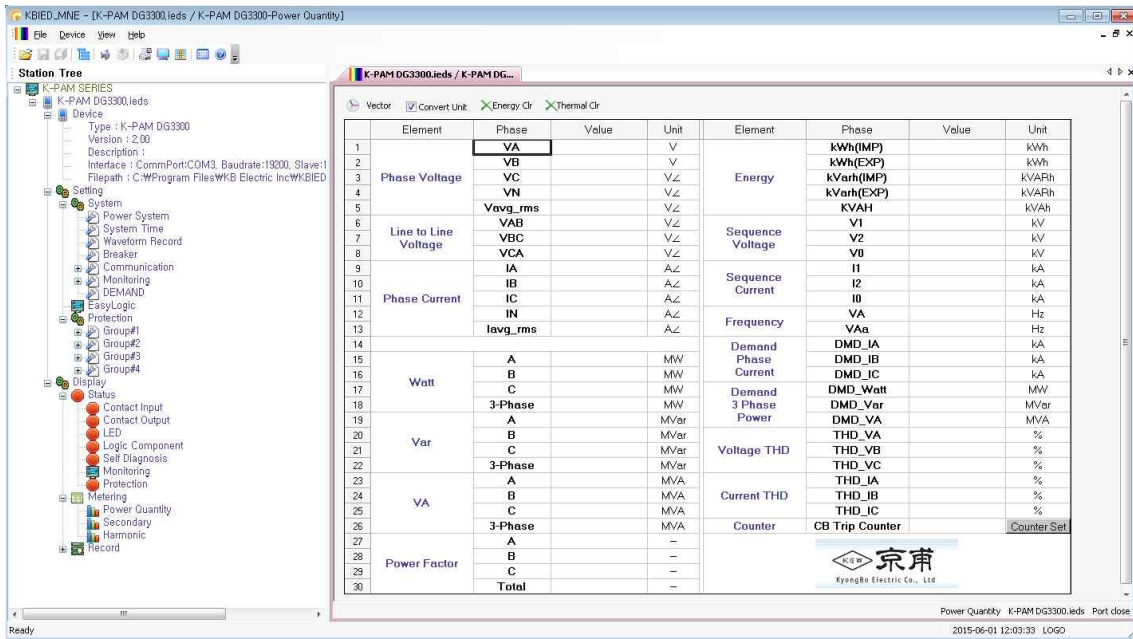 KBIED_MNE - [K-PAM DG3300,ieds / K-PAM DG3300-Power Quantity]
File Device View Help
Station Tree
K-PAM SERIES
K-PAM DG3300,ieds
Device
Type : K-PAM DG3300
Version : 2,00
Description :
Interface : CommPort:COM3, Baudrate:19200, Slave:1
Filepath : C:₩Program Files₩KB Electric Inc₩KBIED
Setting
System
Power System
System Time
Waveform Record
Breaker
Communication
Monitoring
DEMAND
EasyLogic
Protection
Group#1
Group#2
Group#3
Group#4
Display
Status
Contact Input
Contact Output
LED
Logic Component
Self Diagnosis
Monitoring
Protection
Metering
Power Quantity
Secondary
Harmonic
Record
K-PAM DG3300.ieds / K-PAM DG...
Vector Convert Unit Energy Clr Thermal Clr
Element Phase Value Unit Element Phase Value Unit
1 VA V kWh(IMP) kWh
2 VB V kWh(EXP) kWh
3 Phase Voltage VC V∠ Energy kVarh(IMP) kVARh
4 VN V∠ kVarh(EXP) kVARh
5 Vavg_rms V∠ KVAH kVAh
6 Line to Line VAB V∠ V1 kV
7 Voltage VBC V∠ Sequence Voltage V2 kV
8 VCA V∠ V0 kV
9 IA A∠ I1 kA
10 IB A∠ Sequence Current I2 kA
11 Phase Current IC A∠ I0 kA
12 IN A∠ Frequency VA Hz
13 Iavg_rms A∠ VAa Hz
14 Demand DMD_IA kA
15 A MW Phase DMD_IB kA
16 Watt B MW Current DMD_IC kA
17 C MW Demand DMD_Watt MW
18 3-Phase MW 3 Phase DMD_Var MVar
19 A MVar Power DMD_VA MVA
20 Var B MVar THD_VA %
21 C MVar Voltage THD THD_VB %
22 3-Phase MVar THD_VC %
23 A MVA THD_IA %
24 VA B MVA Current THD THD_IB %
25 C MVA THD_IC %
26 3-Phase MVA Counter CB Trip Counter Counter Set
27 A -
28 Power Factor B -
29 C -
30 Total -
KGW 京甫
KyongBo Electric Co., Ltd
Power Quantity K-PAM DG3300.ieds Port close
Ready 2015-06-01 12:03:33 LOGO